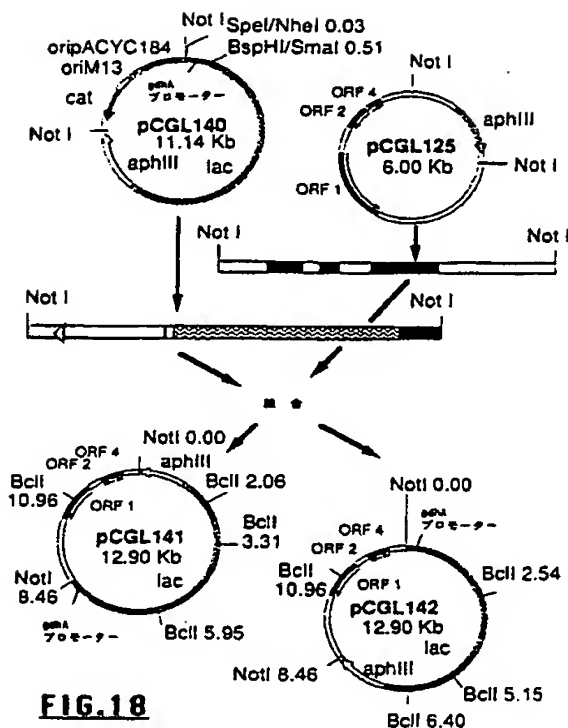 Not I
SpeI/NheI 0.03
BspHI/SmaI 0.51
oripACYC184
oriM13
cat
プロモーター
Not I
pCGL140
11.14 Kb
aphIII
lac
Not I
ORF 4
ORF 2
aphIII
pCGL125
6.00 Kb
Not I
ORF 1
Not I
Not I
Not I
Not I
NotI 0.00
aphIII
ORF 4
ORF 2
BclI
10.96
ORF 1
BclI 2.06
BclI
3.31
pCGL141
12.90 Kb
lac
NotI
8.46
プロモーター
BclI 5.95
NotI 0.00
プロモーター
ORF 4
ORF 2
BclI
10.96
ORF 1
BclI 2.54
pCGL142
12.90 Kb
lac
NotI 8.46
aphIII
BclI 5.15
BclI 6.40
FIG.18